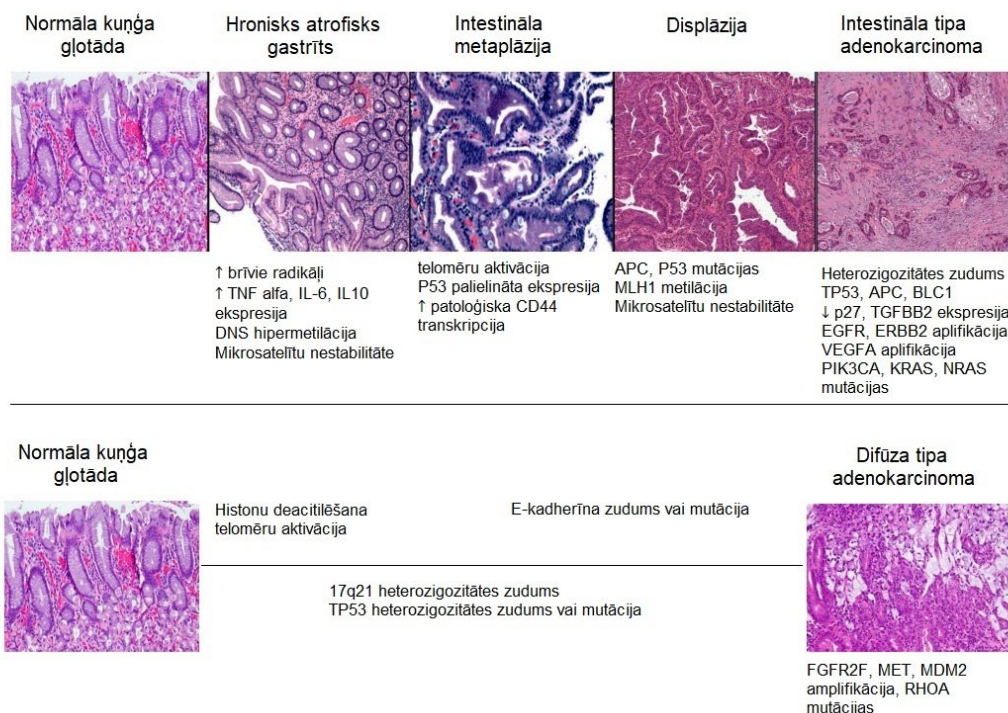 Normāla kuņģa
gļotāda
Hronisks atrofisks
gastrīts
Intestināla
metaplāzija
Displāzija
Intestināla tipa
adenokarcinoma
↑ brīvie radikāļi
↑ TNF alfa, IL-6, IL10
ekspresija
DNS hipermetilācija
Mikrosatelītu nestabilitāte
telomēru aktivācija
P53 palielināta ekspresija
↑ patoloģiska CD44
transkripcija
APC, P53 mutācijas
MLH1 metilācija
Mikrosatelītu nestabilitāte
Heterozigozitātes zudums
TP53, APC, BLC1
↓ p27, TGFBB2 ekspresija
EGFR, ERBB2 aplifikācija
VEGFA aplifikācija
PIK3CA, KRAS, NRAS
mutācijas
Normāla kuņģa
gļotāda
Histonu deacitilēšana
telomēru aktivācija
E-kadherīna zudums vai mutācija
17q21 heterozigozitātes zudums
TP53 heterozigozitātes zudums vai mutācija
Difūza tipa
adenokarcinoma
FGFR2F, MET, MDM2
amplifikācija, RHOA
mutācijas